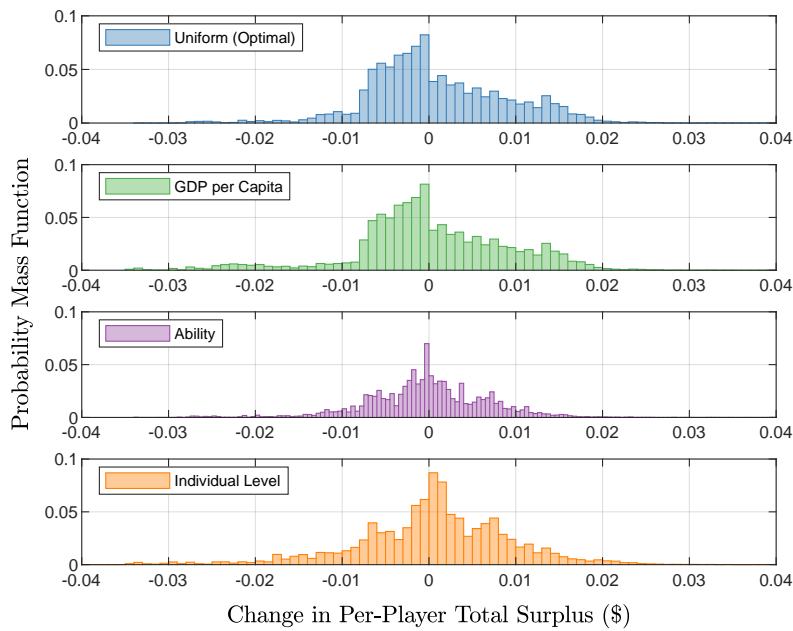 0.1
Uniform (Optimal)
0.05
0
-0.04 -0.03 -0.02 -0.01 0 0.01 0.02 0.03 0.04
0.1
GDP per Capita
0.05
0
-0.04 -0.03 -0.02 -0.01 0 0.01 0.02 0.03 0.04
Probability Mass Function
0.1
Ability
0.05
0
-0.04 -0.03 -0.02 -0.01 0 0.01 0.02 0.03 0.04
0.1
Individual Level
0.05
0
-0.04 -0.03 -0.02 -0.01 0 0.01 0.02 0.03 0.04
Change in Per-Player Total Surplus ($)